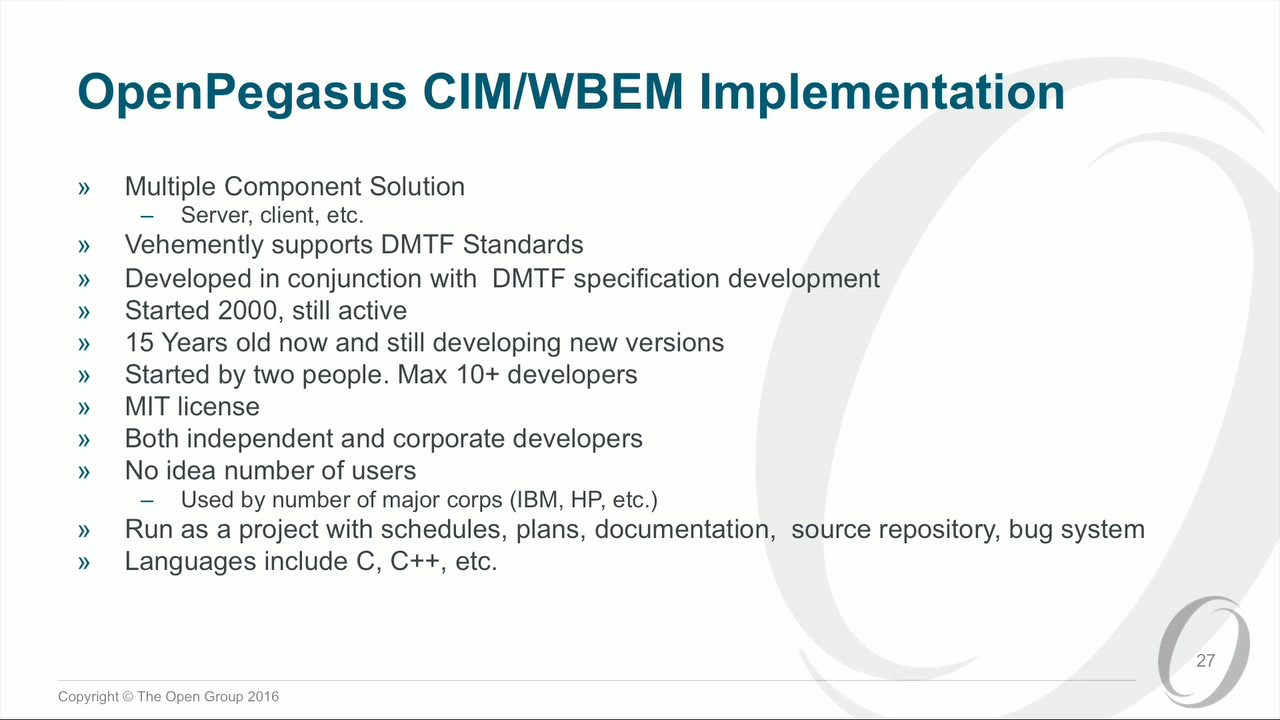 OpenPegasus CIM/WBEM Implementation
» Multiple Component Solution
– Server, client, etc.
» Vehemently supports DMTF Standards
» Developed in conjunction with  DMTF specification development
» Started 2000, still active
» 15 Years old now and still developing new versions
» Started by two people. Max 10+ developers
» MIT license
» Both independent and corporate developers
» No idea number of users
– Used by number of major corps (IBM, HP, etc.)
» Run as a project with schedules, plans, documentation,  source repository, bug system
» Languages include C, C++, etc.
27
Copyright © The Open Group 2016